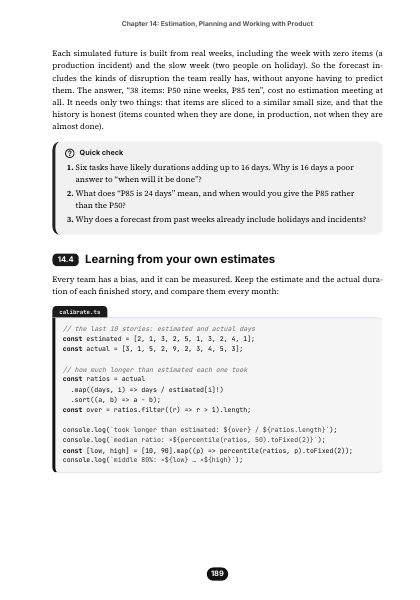 Chapter 14: Estimation, Planning and Working with Product
Each simulated future is built from real weeks, including the week with zero items (a
production incident) and the slow week (two people on holiday). So the forecast in-
cludes the kinds of disruption the team really has, without anyone having to predict
them. The answer, “38 items: P50 nine weeks, P85 ten”, cost no estimation meeting at
all. It needs only two things: that items are sliced to a similar small size, and that the
history is honest (items counted when they are done, in production, not when they are
almost done).
Quick check
1. Six tasks have likely durations adding up to 16 days. Why is 16 days a poor
answer to “when will it be done”?
2. What does “P85 is 24 days” mean, and when would you give the P85 rather
than the P50?
3. Why does a forecast from past weeks already include holidays and incidents?
14.4 Learning from your own estimates
Every team has a bias, and it can be measured. Keep the estimate and the actual dura-
tion of each finished story, and compare them every month:
calibrate.ts
// the last 10 stories: estimated and actual days
const estimated = [2, 1, 3, 2, 5, 1, 3, 2, 4, 1];
const actual = [3, 1, 5, 2, 9, 2, 3, 4, 5, 3];
// how much longer than estimated each one took
const ratios = actual
.map((days, i) => days / estimated[i]!)
.sort((a, b) => a - b);
const over = ratios.filter((r) => r > 1).length;
console.log(`took longer than estimated: ${over} / ${ratios.length}`);
console.log(`median ratio: ×${percentile(ratios, 50).toFixed(2)}`);
const [low, high] = [10, 90].map((p) => percentile(ratios, p).toFixed(2));
console.log(`middle 80%: ×${low} … ×${high}`);
189